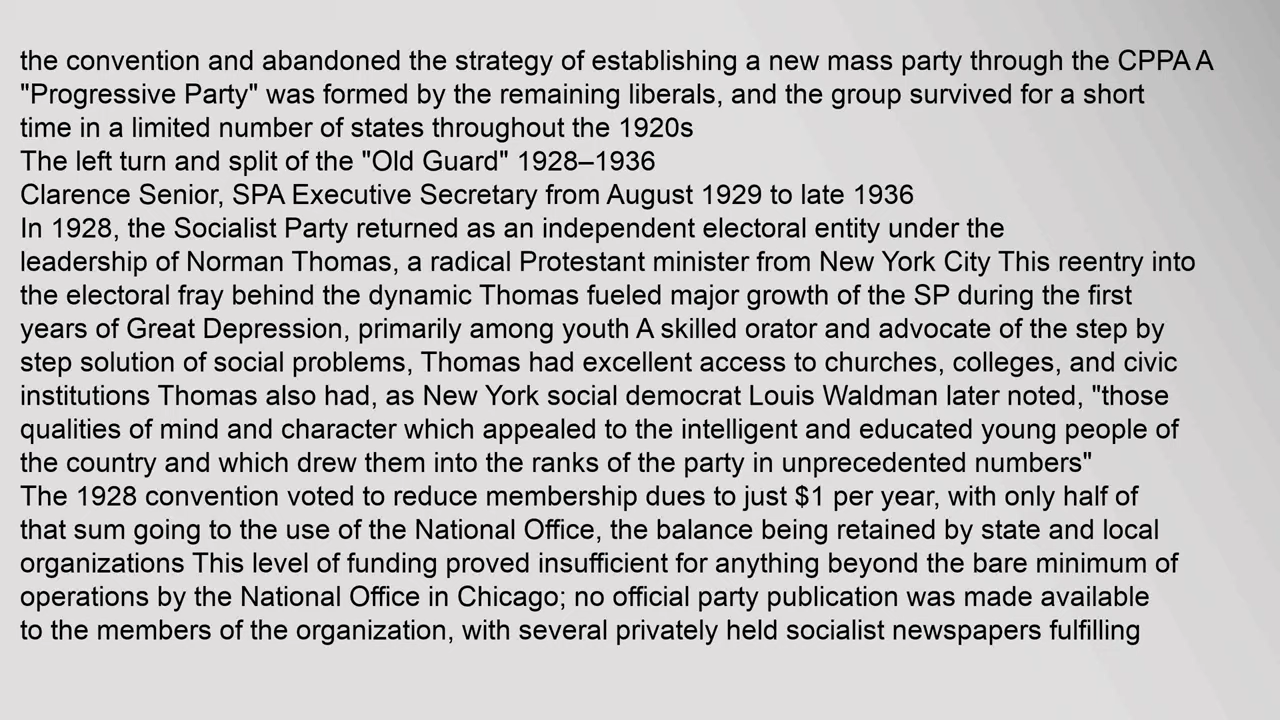 the convention and abandoned the strategy of establishing a new mass party through the CPPA A
"Progressive Party" was formed by the remaining liberals, and the group survived for a short
time in a limited number of states throughout the 1920s
The left turn and split of the "Old Guard" 1928–1936
Clarence Senior, SPA Executive Secretary from August 1929 to late 1936
In 1928, the Socialist Party returned as an independent electoral entity under the
leadership of Norman Thomas, a radical Protestant minister from New York City This reentry into
the electoral fray behind the dynamic Thomas fueled major growth of the SP during the first
years of Great Depression, primarily among youth A skilled orator and advocate of the step by
step solution of social problems, Thomas had excellent access to churches, colleges, and civic
institutions Thomas also had, as New York social democrat Louis Waldman later noted, "those
qualities of mind and character which appealed to the intelligent and educated young people of
the country and which drew them into the ranks of the party in unprecedented numbers"
The 1928 convention voted to reduce membership dues to just $1 per year, with only half of
that sum going to the use of the National Office, the balance being retained by state and local
organizations This level of funding proved insufficient for anything beyond the bare minimum of
operations by the National Office in Chicago; no official party publication was made available
to the members of the organization, with several privately held socialist newspapers fulfilling